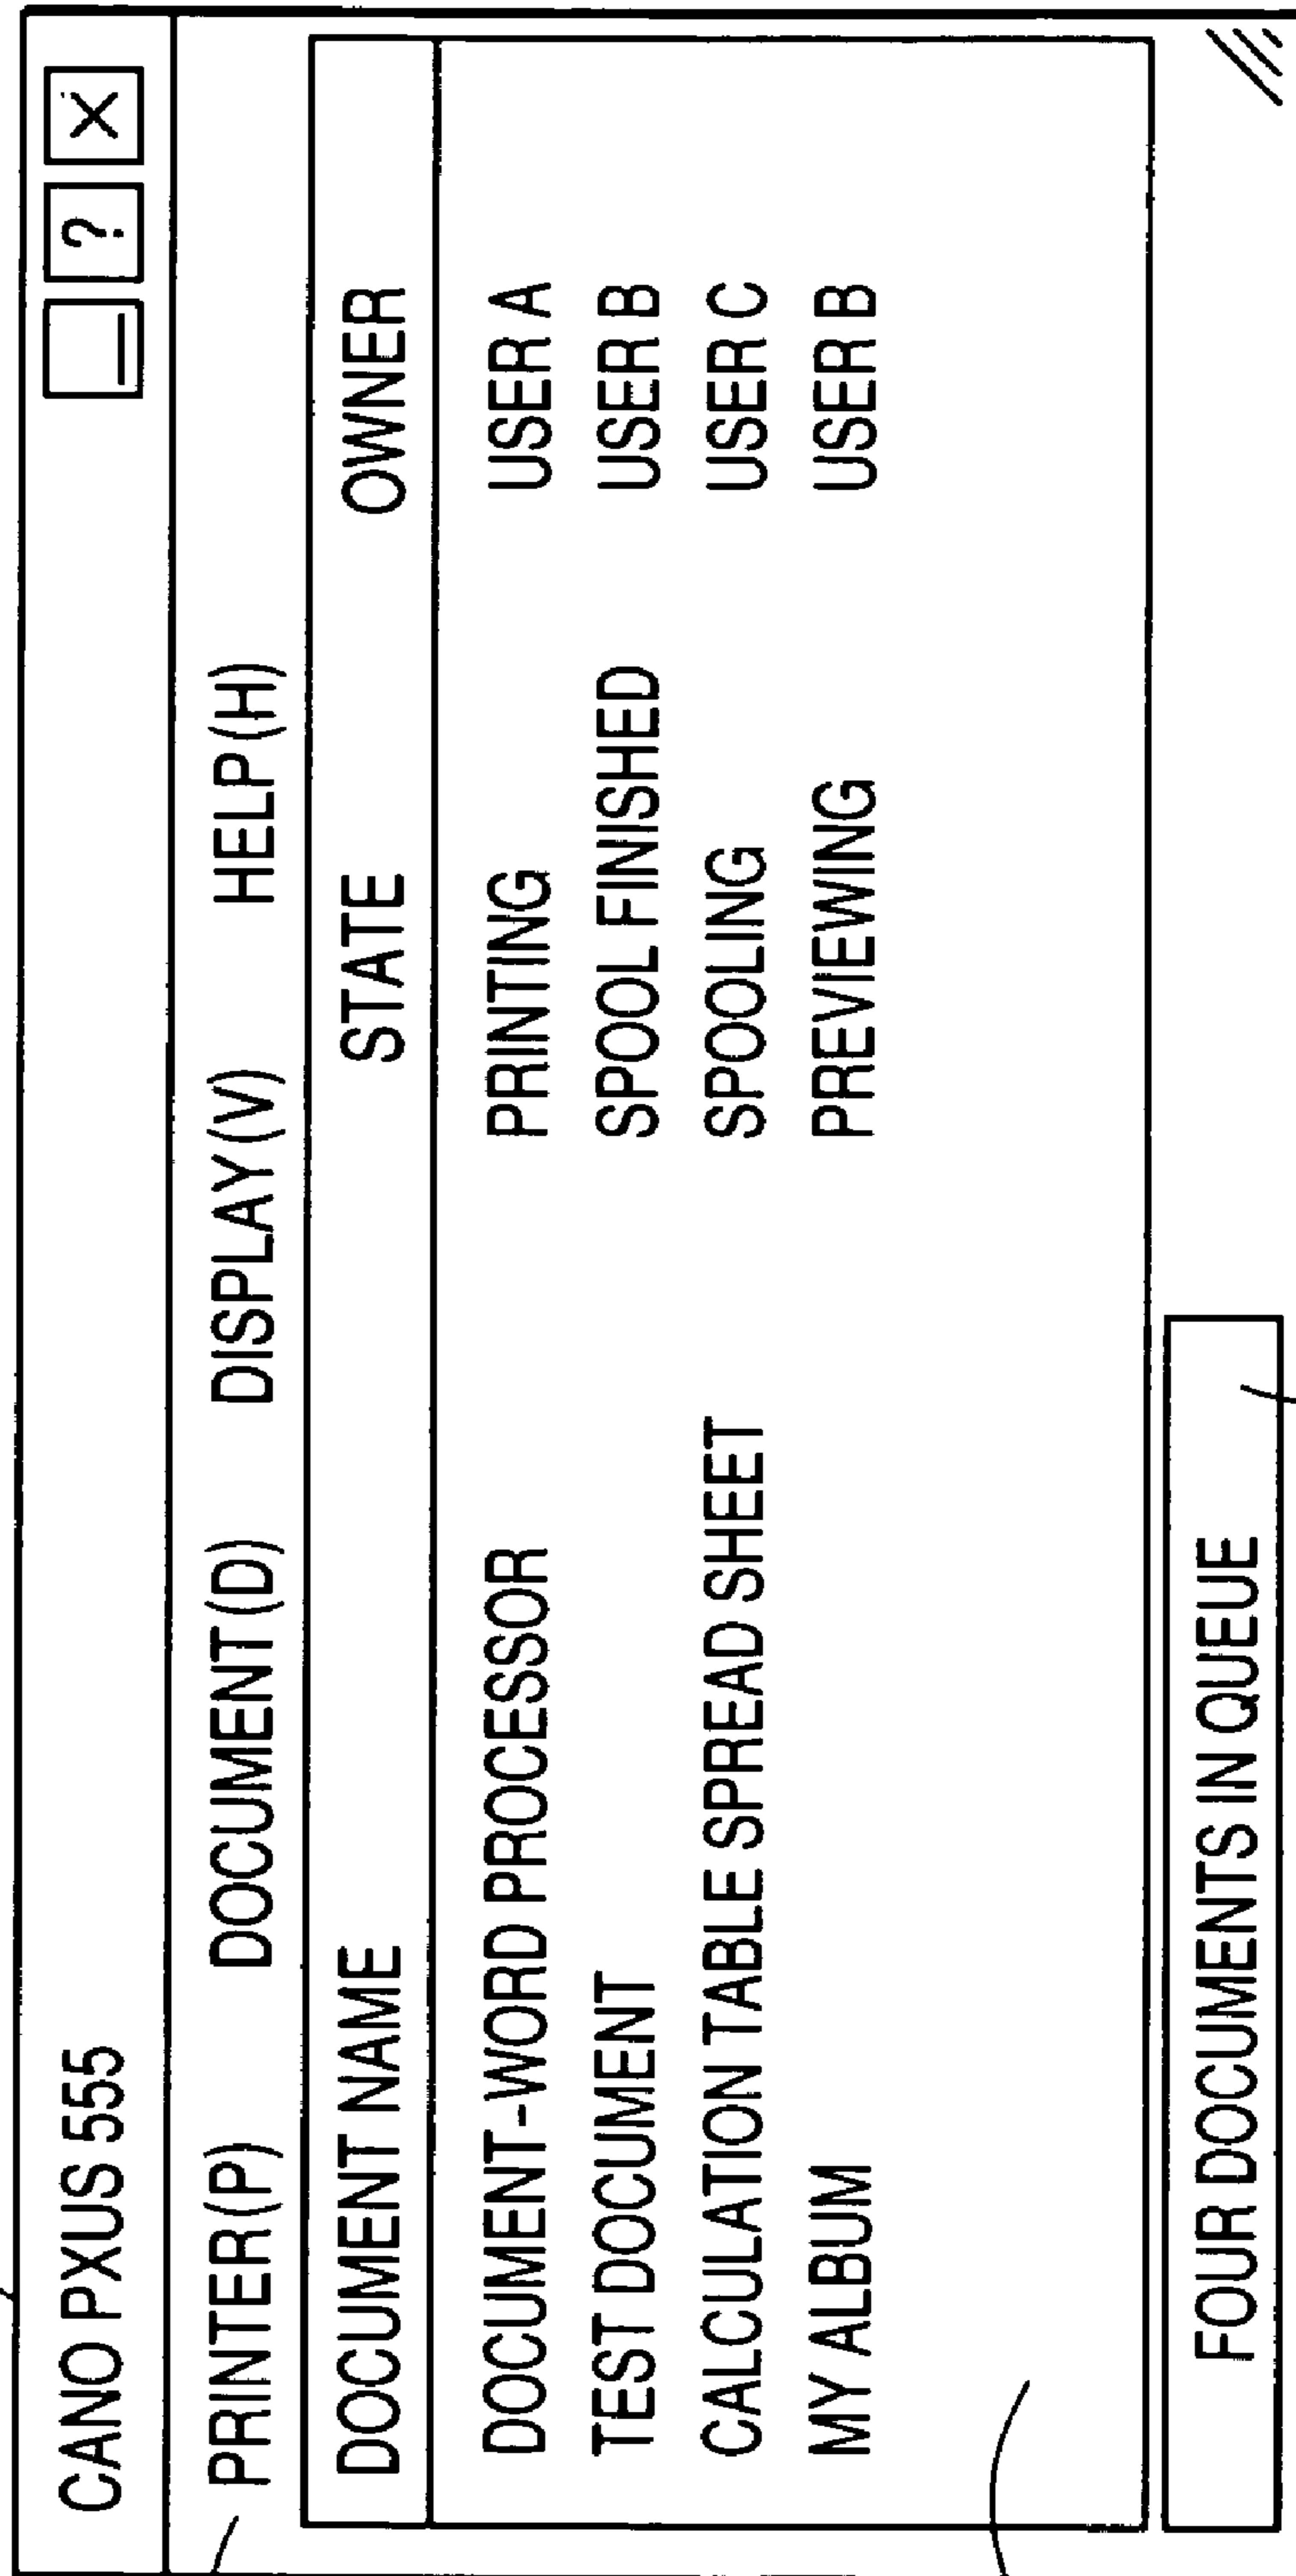 CANO PXUS 555
_ ? X
PRINTER(P) DOCUMENT(D) DISPLAY(V) HELP(H)
DOCUMENT NAME STATE OWNER
DOCUMENT-WORD PROCESSOR PRINTING USER A
TEST DOCUMENT SPOOL FINISHED USER B
CALCULATION TABLE SPREAD SHEET SPOOLING USER C
MY ALBUM PREVIEWING USER B
FOUR DOCUMENTS IN QUEUE